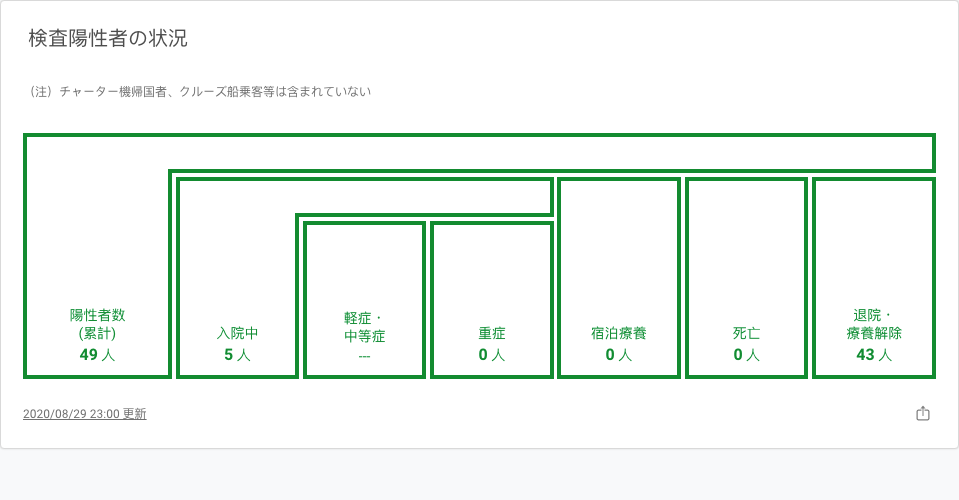 検査陽性者の状況
（注）チャーター機帰国者、クルーズ船乗客等は含まれていない
陽性者数
(累計)
49 人
入院中
5 人
軽症・
中等症
---
重症
0 人
宿泊療養
0 人
死亡
0 人
退院・
療養解除
43 人
2020/08/29 23:00 更新